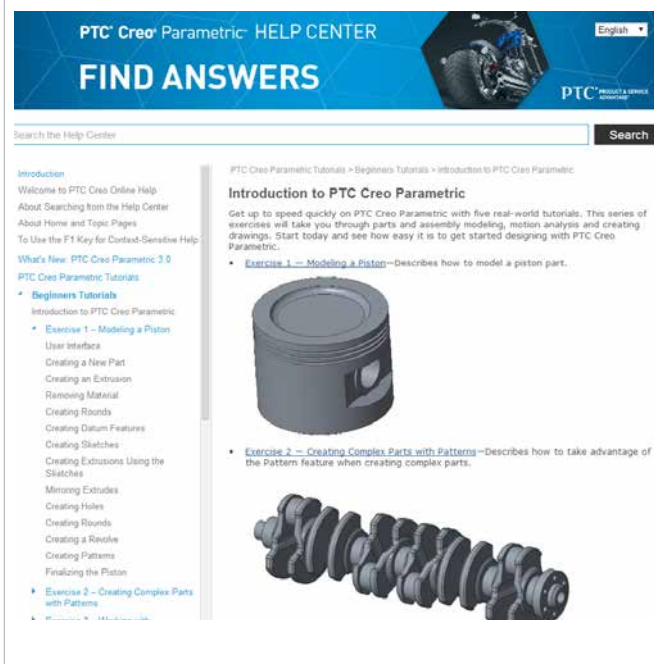 PTC® Creo® Parametric™ HELP CENTER
English
FIND ANSWERS
PTC® PRODUCT & SERVICE
ADVANTAGE®
Search the Help Center
Search
Introduction
Welcome to PTC Creo Online Help
About Searching from the Help Center
About Home and Topic Pages
To Use the F1 Key for Context-Sensitive Help
What's New: PTC Creo Parametric 3.0
PTC Creo Parametric Tutorials
Beginners Tutorials
Introduction to PTC Creo Parametric
Exercise 1 – Modeling a Piston
User Interface
Creating a New Part
Creating an Extrusion
Removing Material
Creating Rounds
Creating Datum Features
Creating Sketches
Creating Extrusions Using the
Sketches
Mirroring Extrudes
Creating Holes
Creating Rounds
Creating a Revolve
Creating Patterns
Finalizing the Piston
Exercise 2 – Creating Complex Parts
with Patterns
PTC Creo Parametric Tutorials > Beginners Tutorials > Introduction to PTC Creo Parametric
Introduction to PTC Creo Parametric
Get up to speed quickly on PTC Creo Parametric with five real-world tutorials. This series of
exercises will take you through parts and assembly modeling, motion analysis and creating
drawings. Start today and see how easy it is to get started designing with PTC Creo
Parametric.
• Exercise 1 — Modeling a Piston—Describes how to model a piston part.
• Exercise 2 — Creating Complex Parts with Patterns—Describes how to take advantage of
the Pattern feature when creating complex parts.